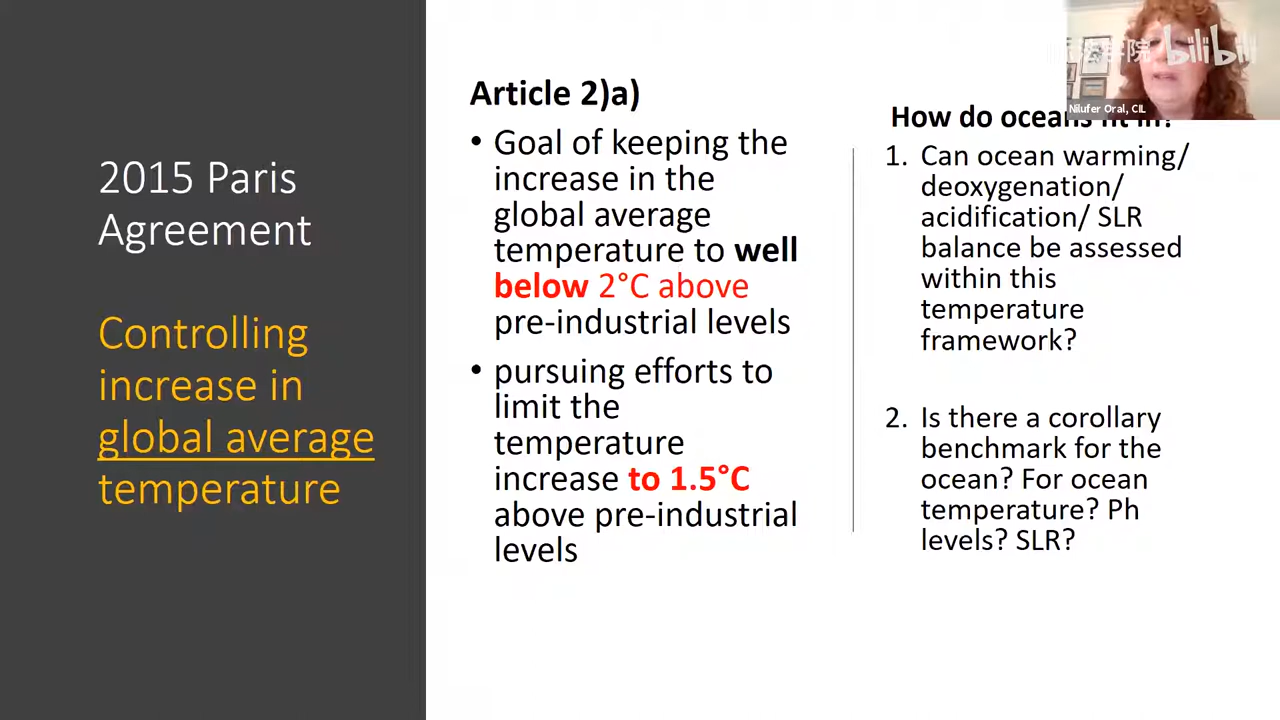 2015 Paris
Agreement
Controlling
increase in
global average
temperature
Article 2)a)
• Goal of keeping the
increase in the
global average
temperature to well
below 2°C above
pre-industrial levels
• pursuing efforts to
limit the
temperature
increase to 1.5°C
above pre-industrial
levels
How do oceans fit in?
1. Can ocean warming/
deoxygenation/
acidification/ SLR
balance be assessed
within this
temperature
framework?
2. Is there a corollary
benchmark for the
ocean? For ocean
temperature? Ph
levels? SLR?
Nilufer Oral, CIL
法学院
bilibili